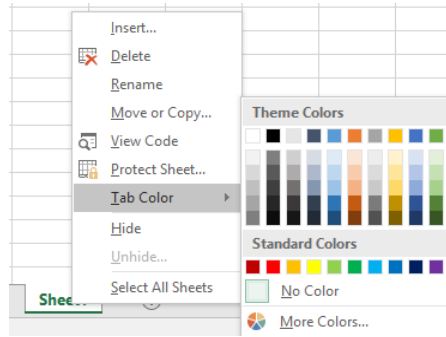 Insert...
Delete
Rename
Move or Copy...
View Code
Protect Sheet...
Tab Color
Hide
Unhide...
Select All Sheets
Theme Colors
Standard Colors
No Color
More Colors...